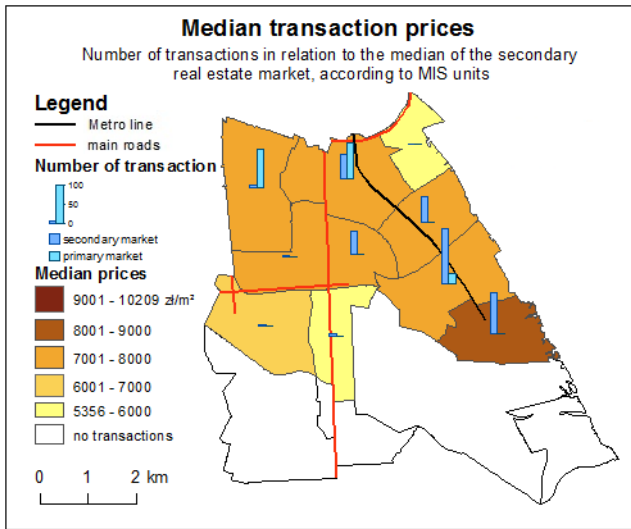 Median transaction prices
Number of transactions in relation to the median of the secondary
real estate market, according to MIS units
Legend
Metro line
main roads
Number of transaction
100
50
0
secondary market
primary market
Median prices
9001 - 10209 zł/m²
8001 - 9000
7001 - 8000
6001 - 7000
5356 - 6000
no transactions
0 1 2 km